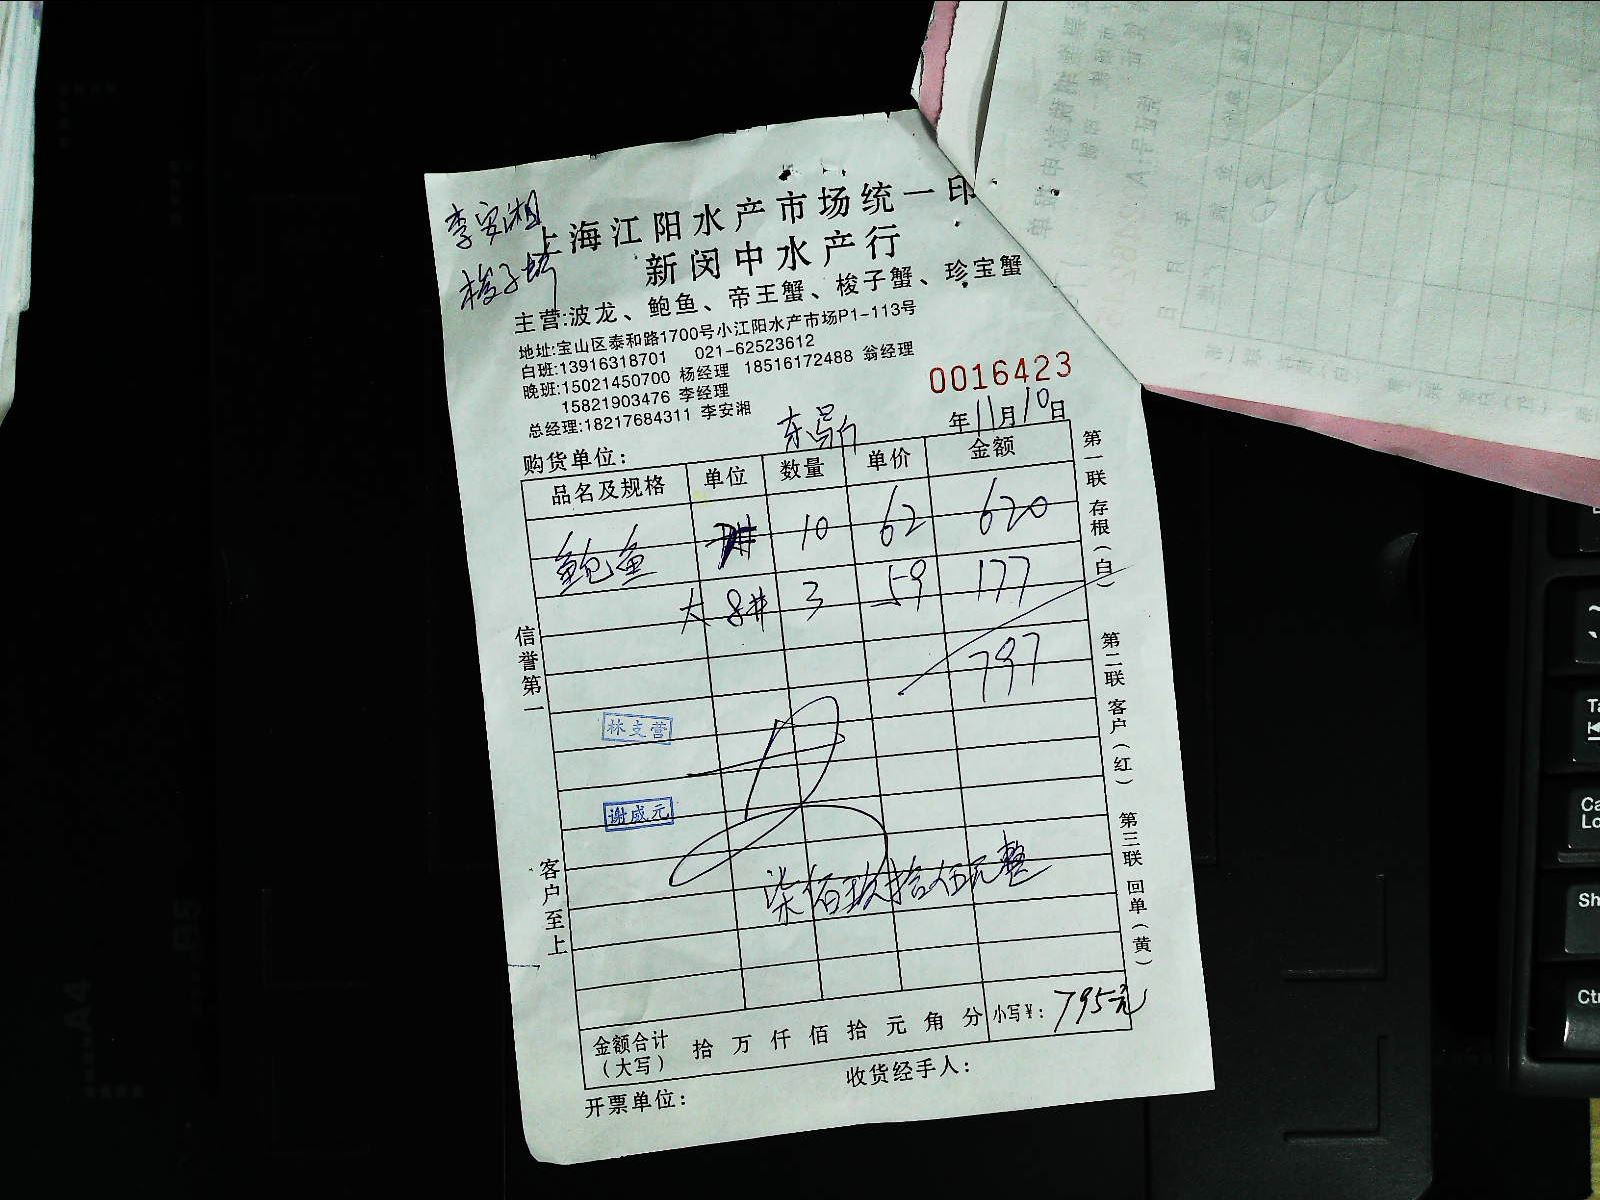 李安湘
梭子蟹
上海江阳水产市场统一印
新闵中水产行
主营:波龙、鲍鱼、帝王蟹、梭子蟹、珍宝蟹
地址:宝山区泰和路1700号小江阳水产市场P1-113号
白班:13916318701 021-62523612
晚班:15021450700 杨经理 18516172488 翁经理
15821903476 李经理
总经理:18217684311 李安湘
0016423
年11月10日
购货单位:
品名及规格 单位 数量 单价 金额
鲍鱼 10 62 620
大 8# 3 59 177
797
林支营
谢成元
柒佰玖拾伍元整
金额合计(大写) 拾 万 仟 佰 拾 元 角 分 小写¥: 795元
开票单位: 收货经手人:
信誉第一
客户至上
第一联 存根(白)
第二联 客户(红)
第三联 回单(黄)
A4
B5